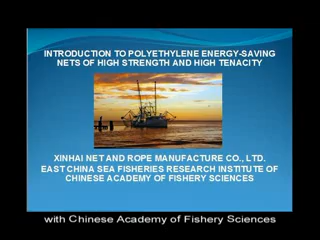 INTRODUCTION TO POLYETHYLENE ENERGY-SAVING
NETS OF HIGH STRENGTH AND HIGH TENACITY
XINHAI NET AND ROPE MANUFACTURE CO., LTD.
EAST CHINA SEA FISHERIES RESEARCH INSTITUTE OF
CHINESE ACADEMY OF FISHERY SCIENCES
with Chinese Academy of Fishery Sciences